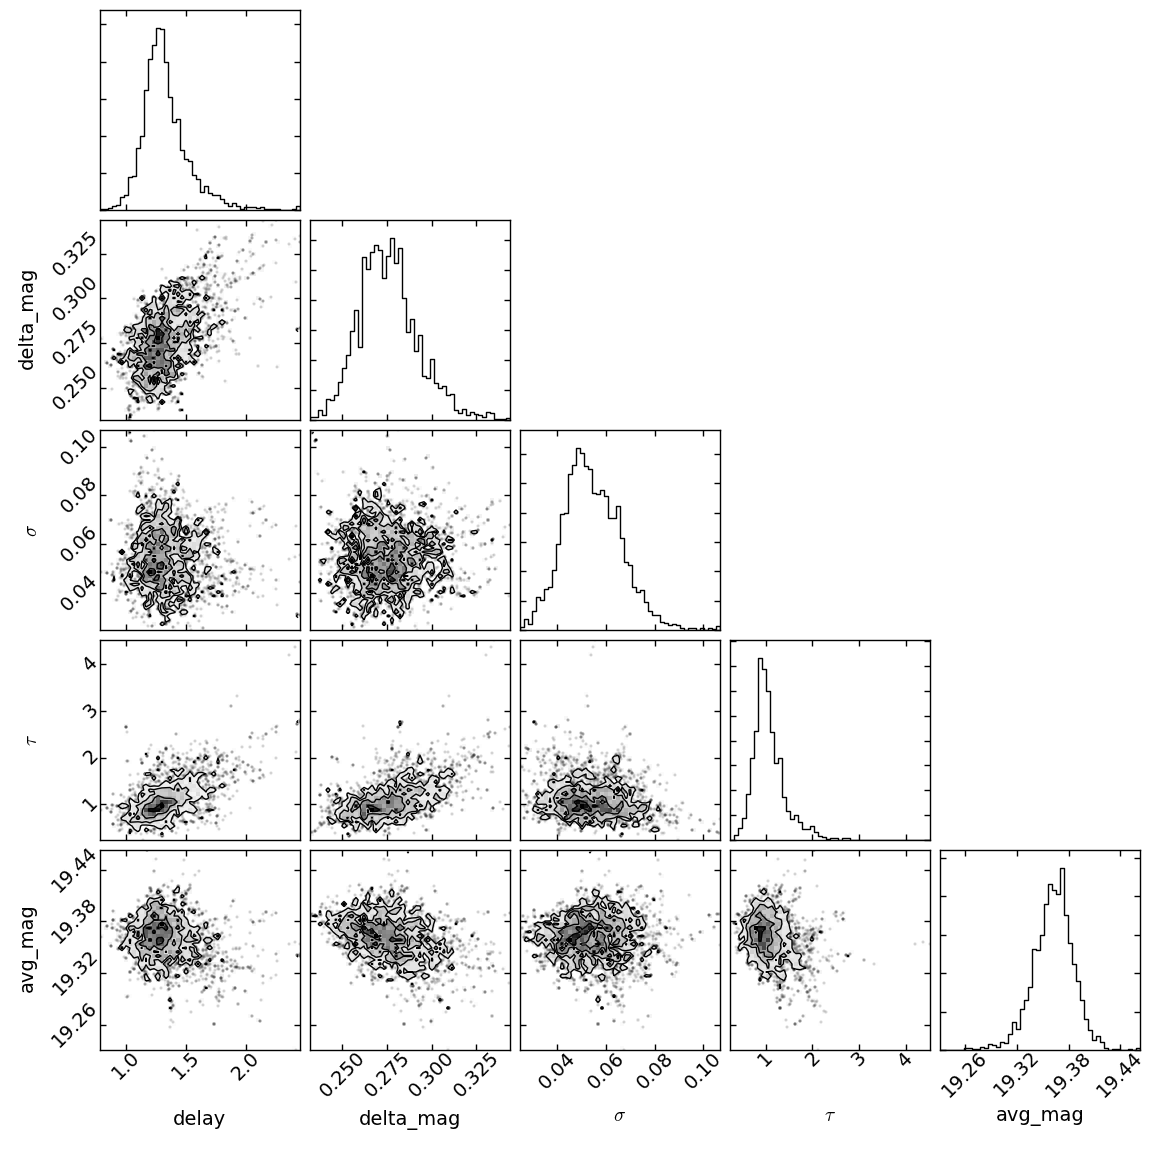 0.325
0.300
0.275
0.250
delta_mag
0.10
0.08
0.06
0.04
σ
4
3
2
1
τ
19.44
19.38
19.32
19.26
avg_mag
1.0 1.5 2.0
0.250 0.275 0.300 0.325
0.04 0.06 0.08 0.10
1 2 3 4
19.26 19.32 19.38 19.44
delay delta_mag σ τ avg_mag